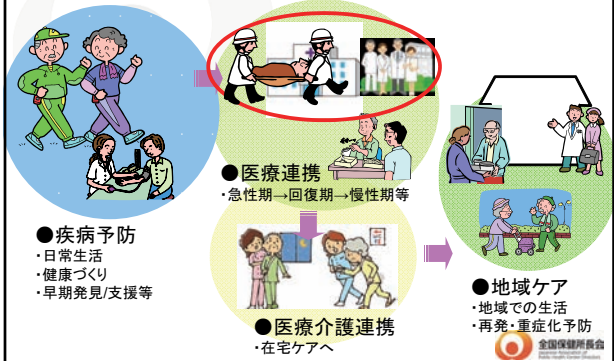 ●疾病予防
・日常生活
・健康づくり
・早期発見/支援等
●医療連携
・急性期→回復期→慢性期等
●医療介護連携
・在宅ケアへ
●地域ケア
・地域での生活
・再発・重症化予防
全国保健所長会